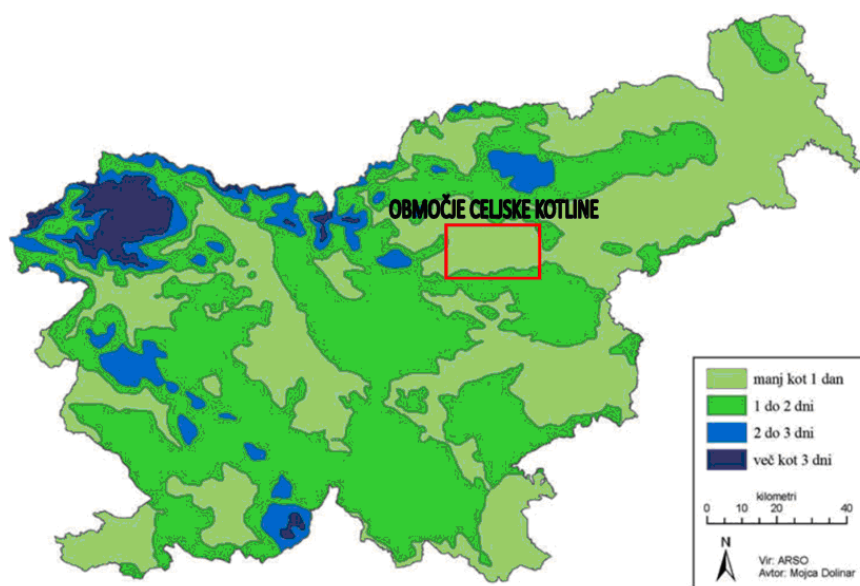 OBMOČJE CELJSKE KOTLINE
manj kot 1 dan
1 do 2 dni
2 do 3 dni
več kot 3 dni
kilometri
0 10 20 40
N
Vir: ARSO
Avtor: Mojca Dolinar